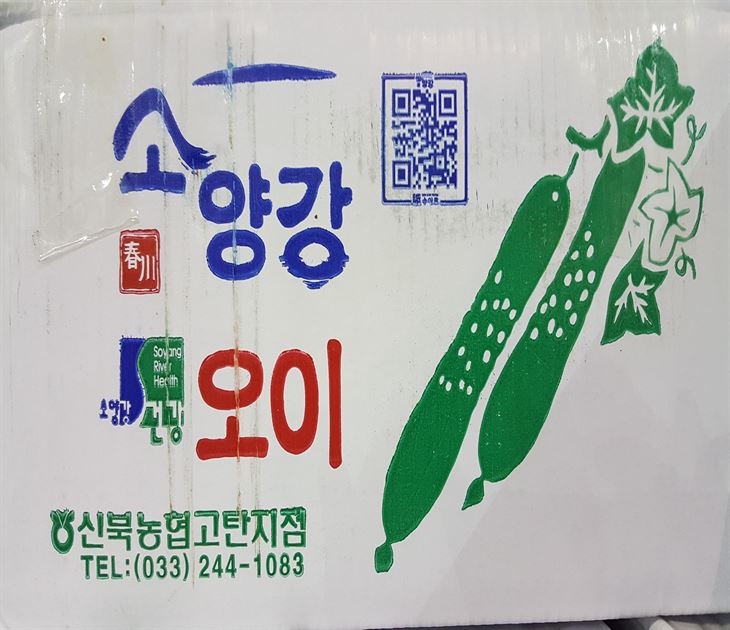 소양강
春川
오이
Soyang
River
Health
소양강
건강
신북농협고탄지점
TEL:(033) 244-1083